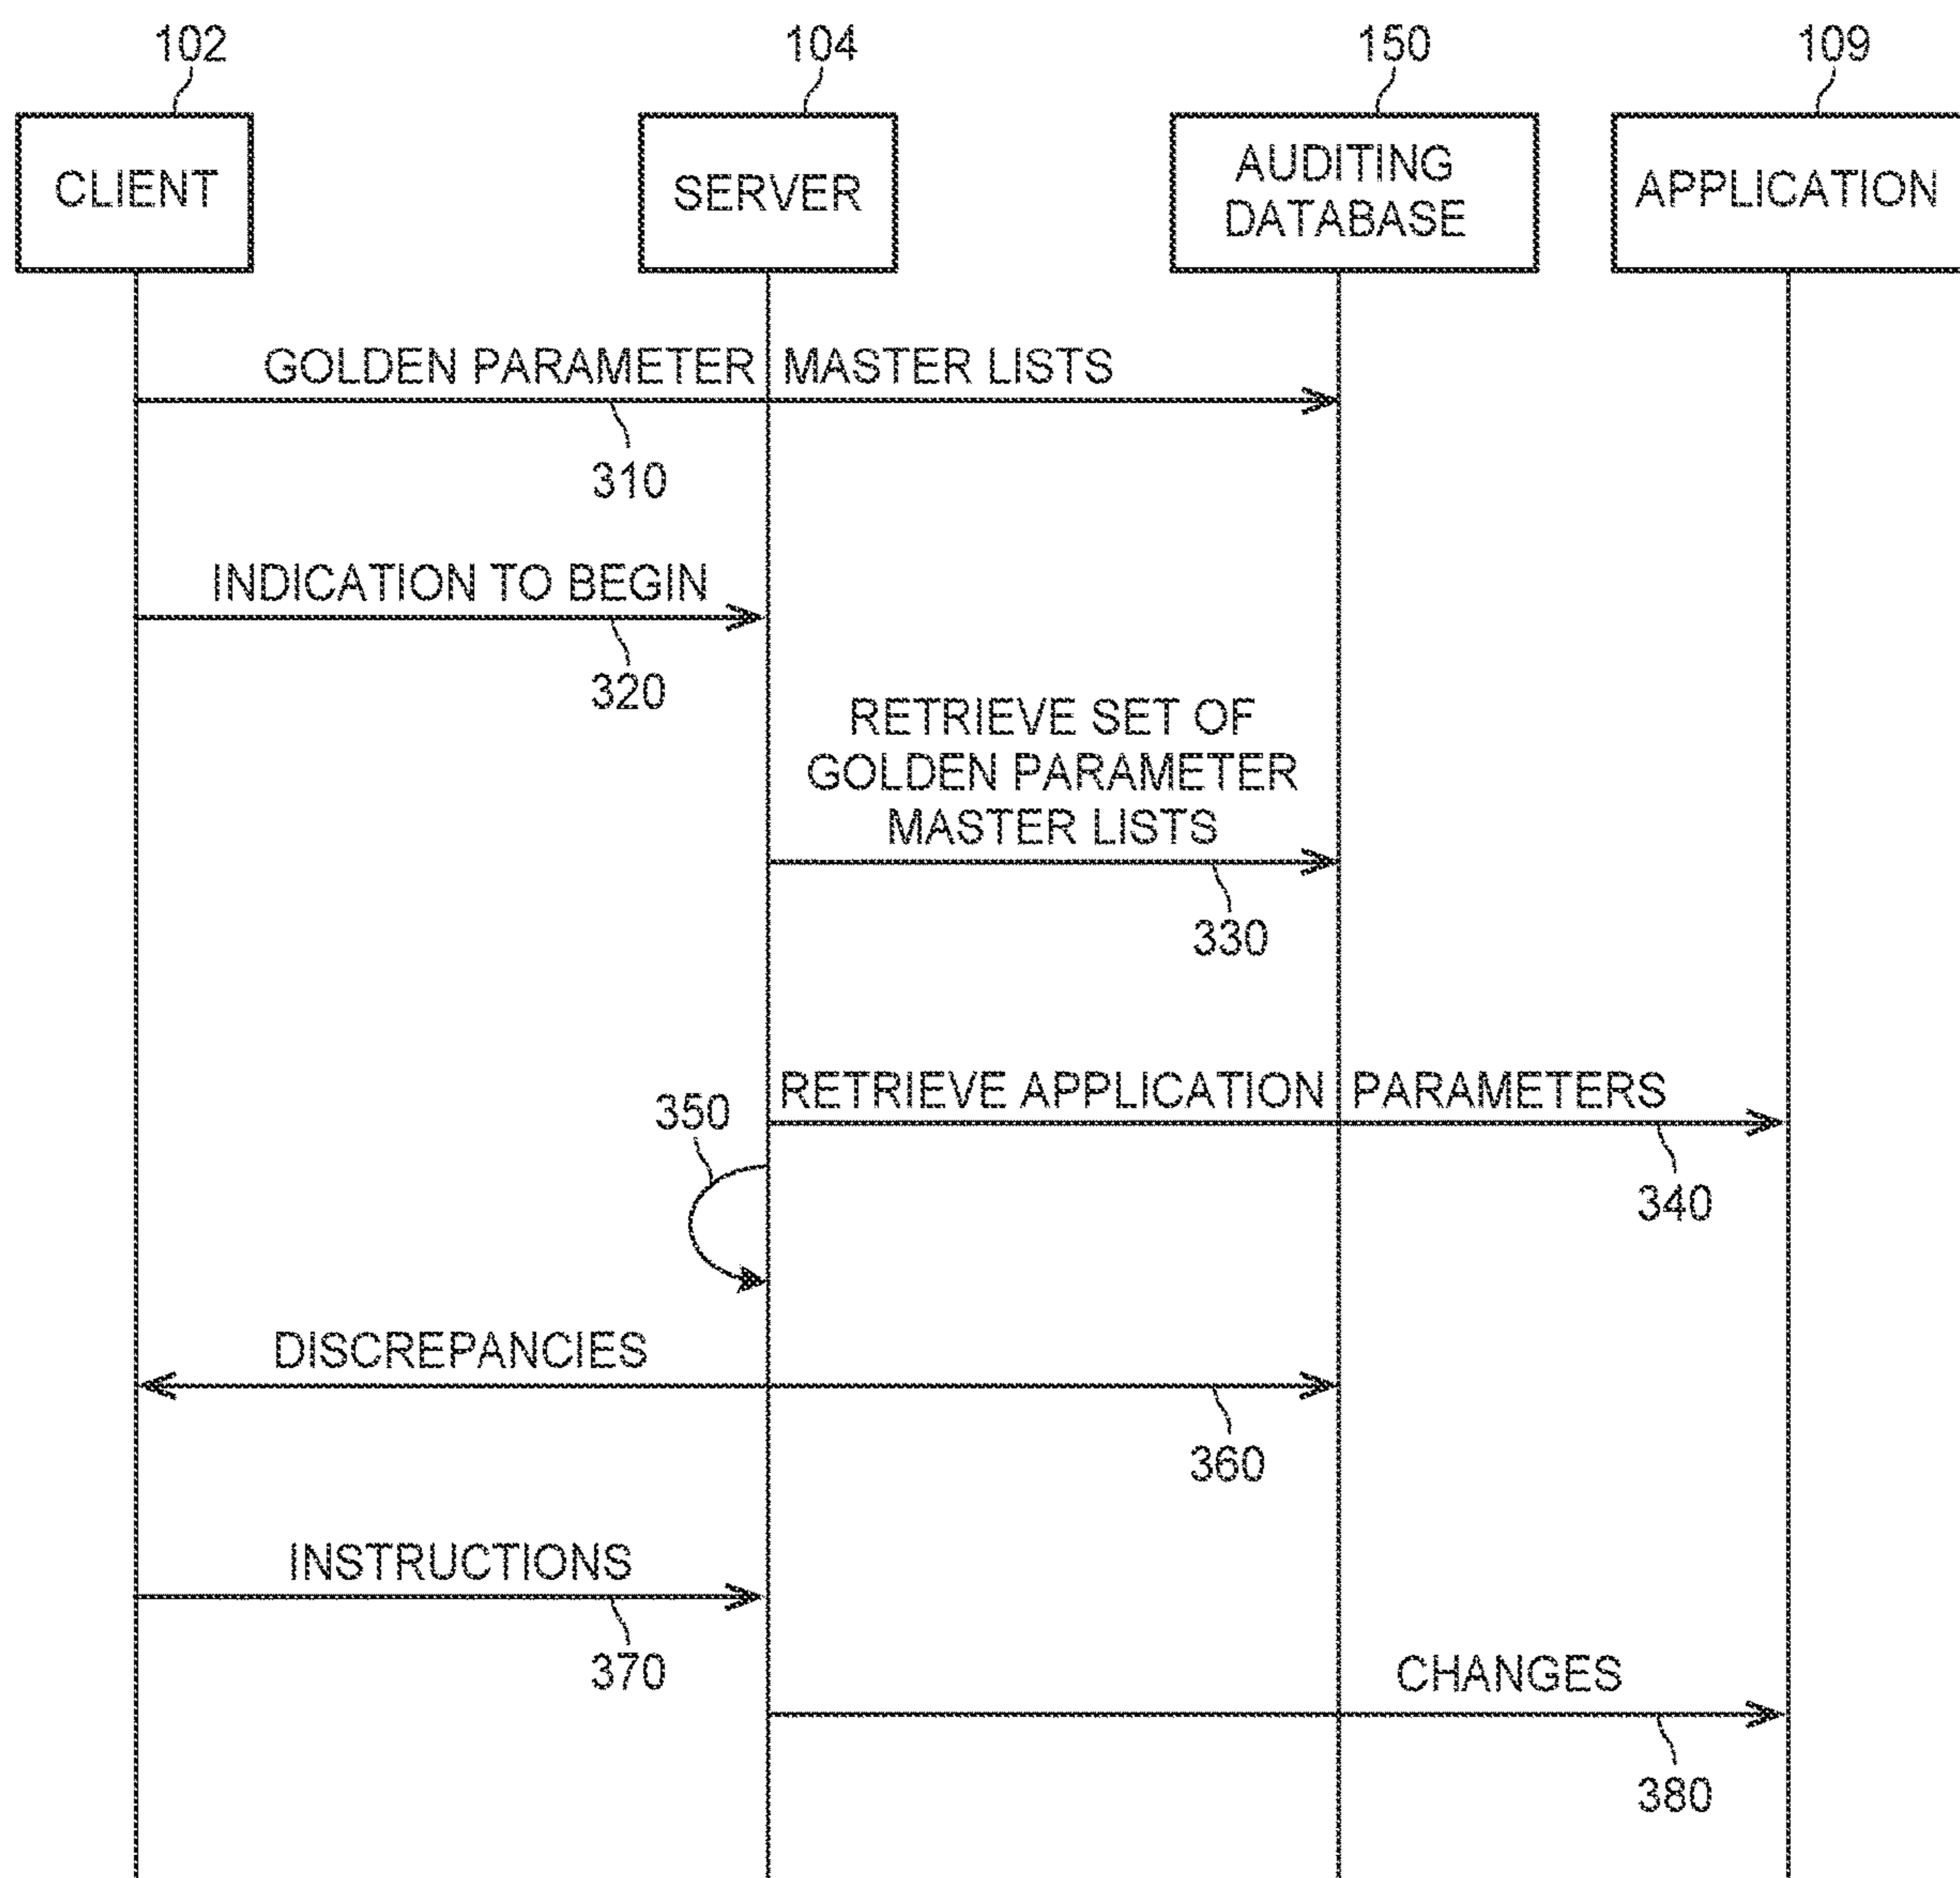 102
104
150
109
CLIENT
SERVER
AUDITING
DATABASE
APPLICATION
GOLDEN PARAMETER MASTER LISTS
310
INDICATION TO BEGIN
320
RETRIEVE SET OF
GOLDEN PARAMETER
MASTER LISTS
330
RETRIEVE APPLICATION PARAMETERS
350
340
DISCREPANCIES
360
INSTRUCTIONS
370
CHANGES
380